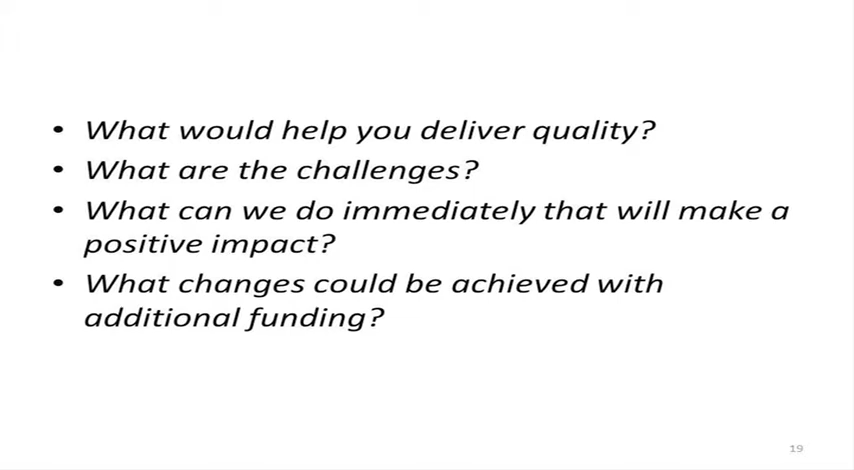 • What would help you deliver quality?
• What are the challenges?
• What can we do immediately that will make a
positive impact?
• What changes could be achieved with
additional funding?
19